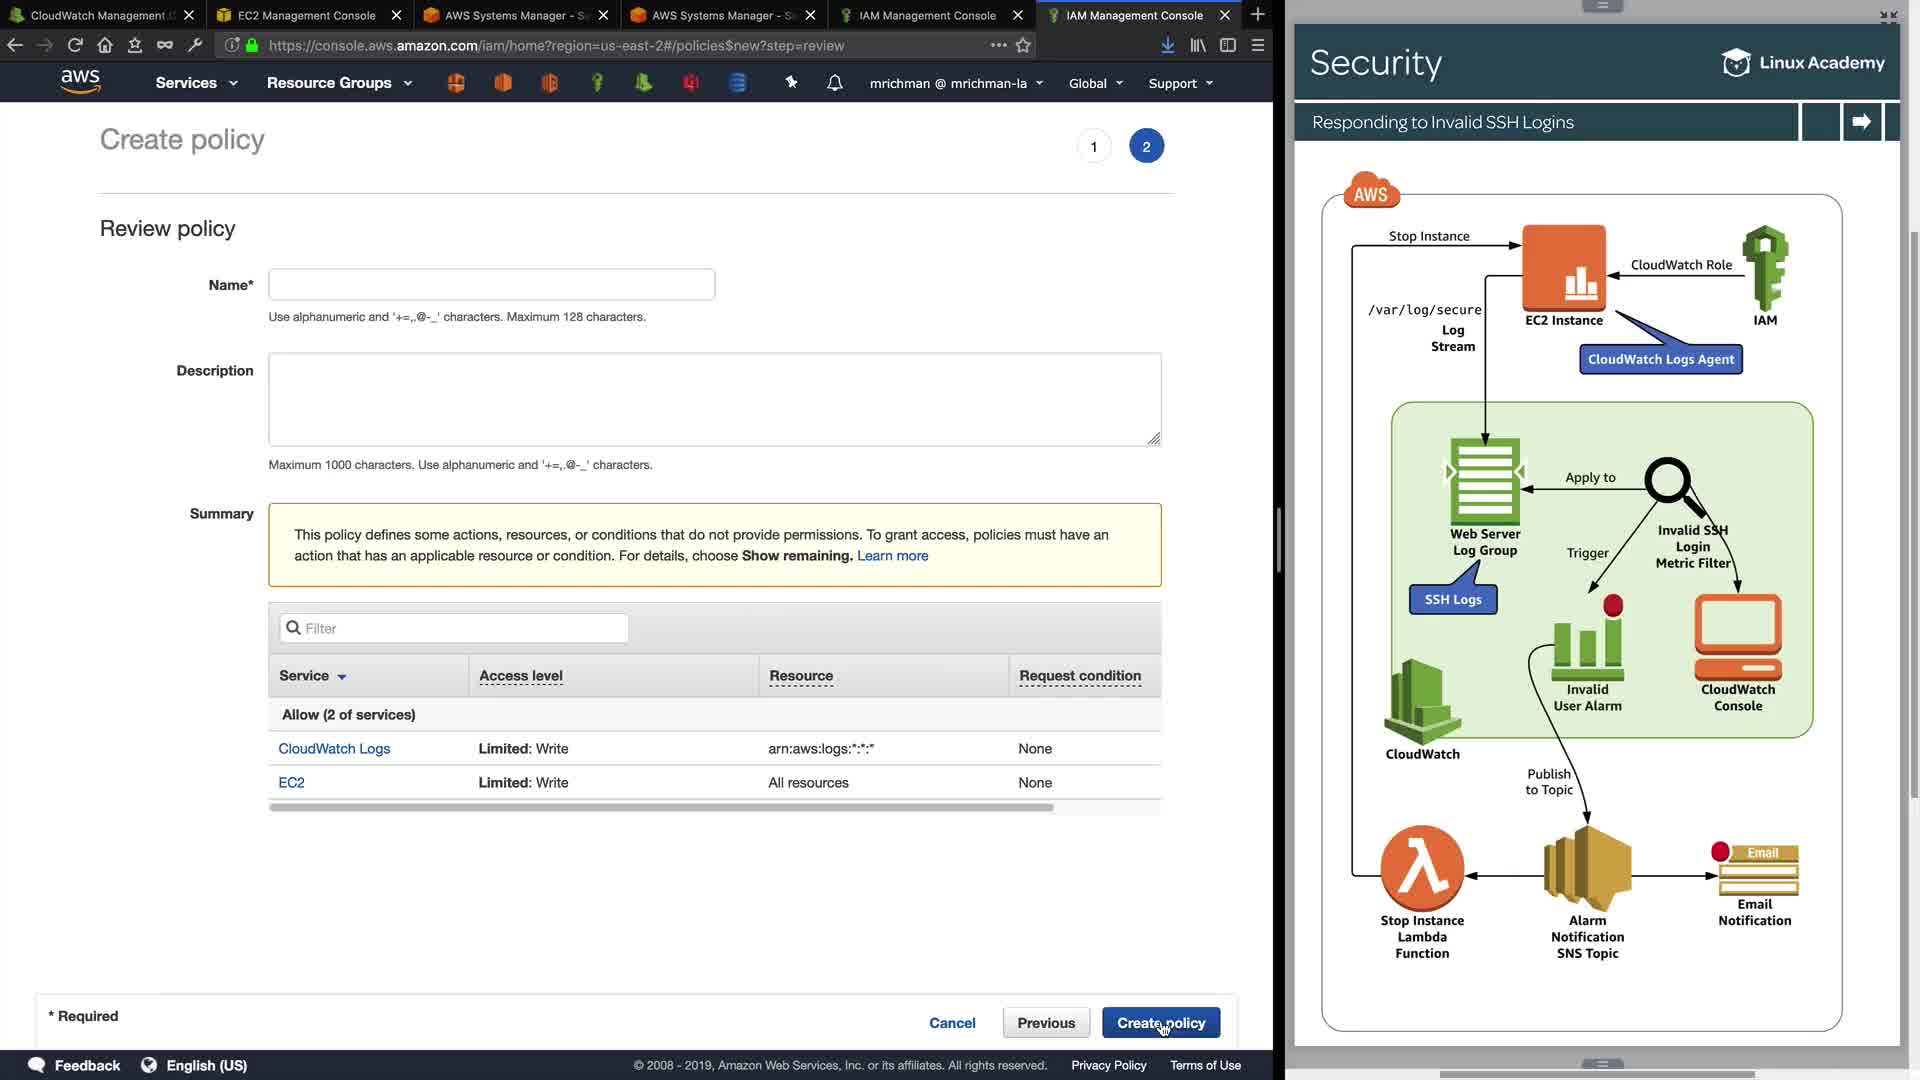 CloudWatch Management C
EC2 Management Console
AWS Systems Manager - S
AWS Systems Manager - S
IAM Management Console
IAM Management Console
https://console.aws.amazon.com/iam/home?region=us-east-2#/policies$new?step=review
aws
Services
Resource Groups
mrichman @ mrichman-la
Global
Support
Create policy
1
2
Review policy
Name*
Use alphanumeric and '+=,.@-_' characters. Maximum 128 characters.
Description
Maximum 1000 characters. Use alphanumeric and '+=,.@-_' characters.
Summary
This policy defines some actions, resources, or conditions that do not provide permissions. To grant access, policies must have an
action that has an applicable resource or condition. For details, choose Show remaining. Learn more
Filter
Service
Access level
Resource
Request condition
Allow (2 of services)
CloudWatch Logs
Limited: Write
arn:aws:logs:*:*:*
None
EC2
Limited: Write
All resources
None
* Required
Cancel
Previous
Create policy
Feedback
English (US)
© 2008 - 2019, Amazon Web Services, Inc. or its affiliates. All rights reserved.
Privacy Policy
Terms of Use
Security
Linux Academy
Responding to Invalid SSH Logins
AWS
Stop Instance
CloudWatch Role
/var/log/secure
Log
Stream
EC2 Instance
IAM
CloudWatch Logs Agent
Apply to
Web Server
Log Group
Invalid SSH
Login
Metric Filter
Trigger
SSH Logs
Invalid
User Alarm
CloudWatch
Console
CloudWatch
Publish
to Topic
Email
Stop Instance
Lambda
Function
Alarm
Notification
SNS Topic
Email
Notification